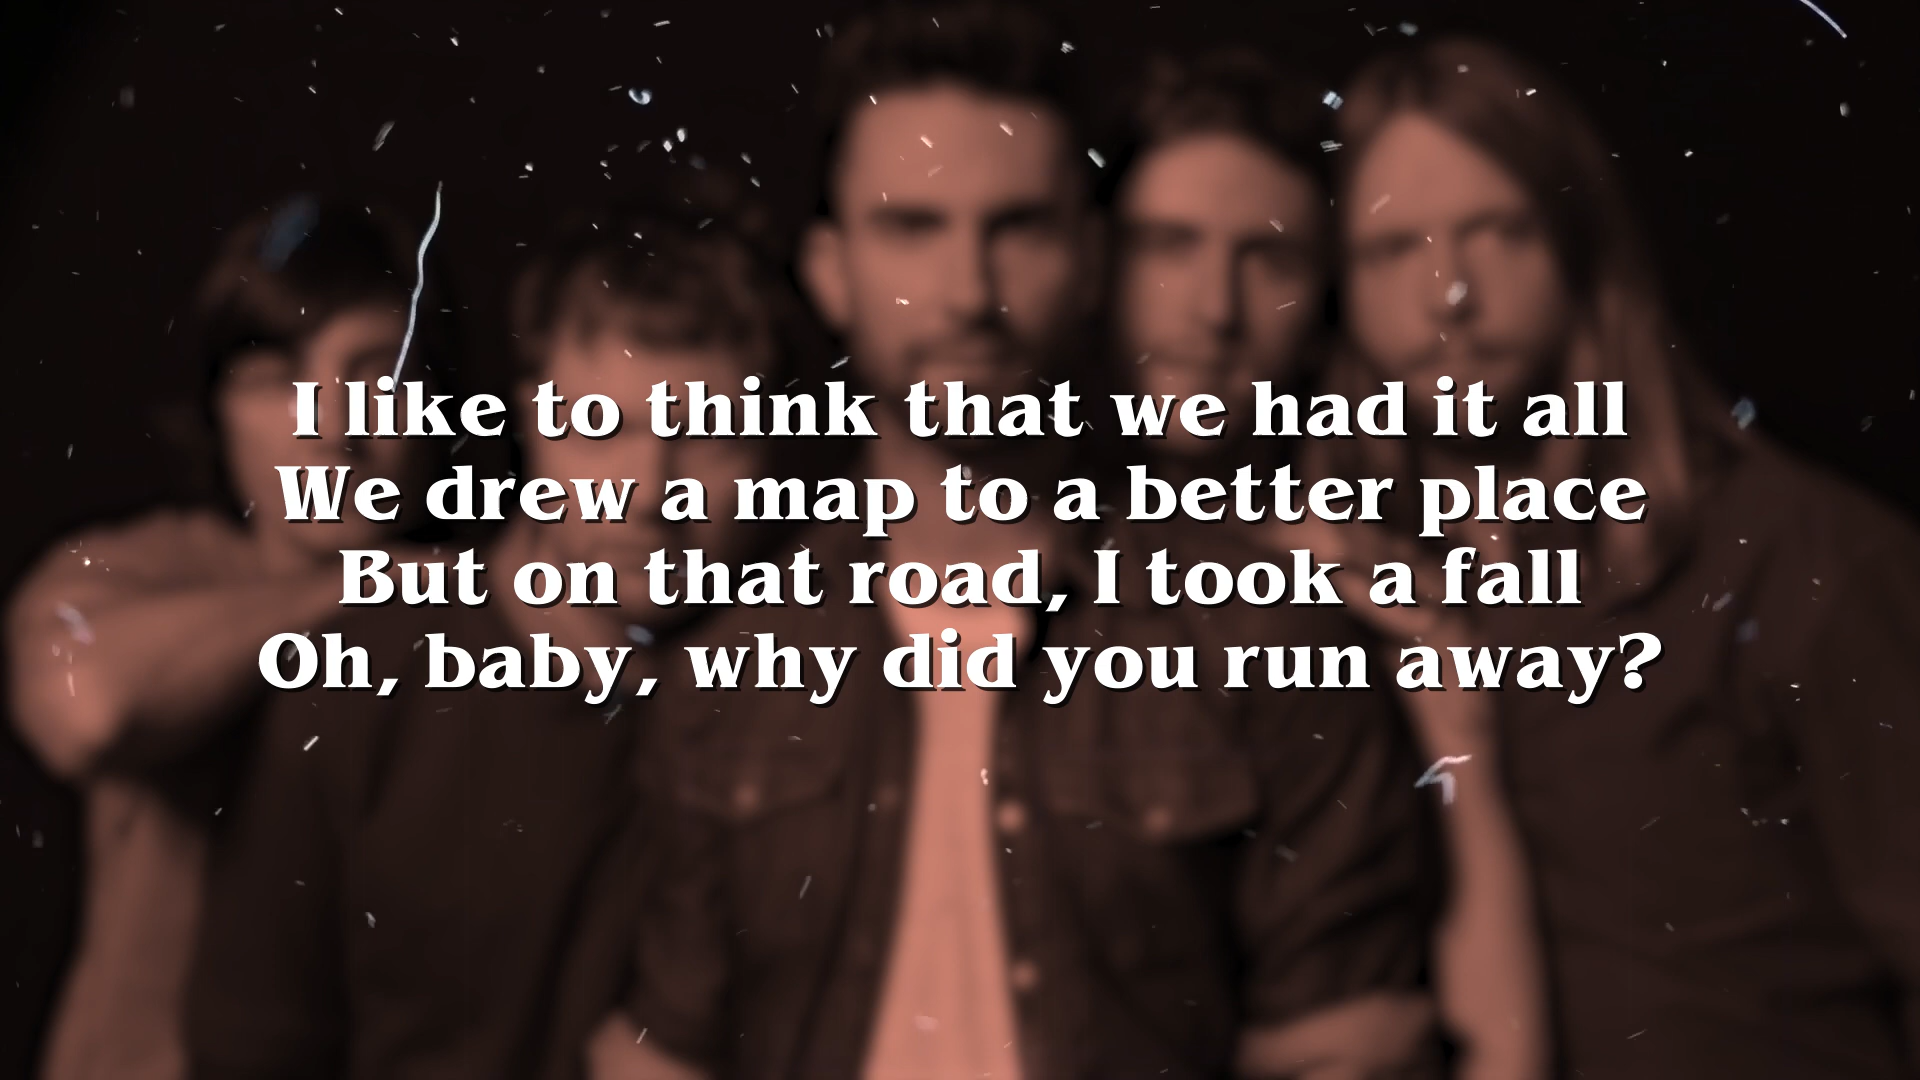 I like to think that we had it all
We drew a map to a better place
But on that road, I took a fall
Oh, baby, why did you run away?